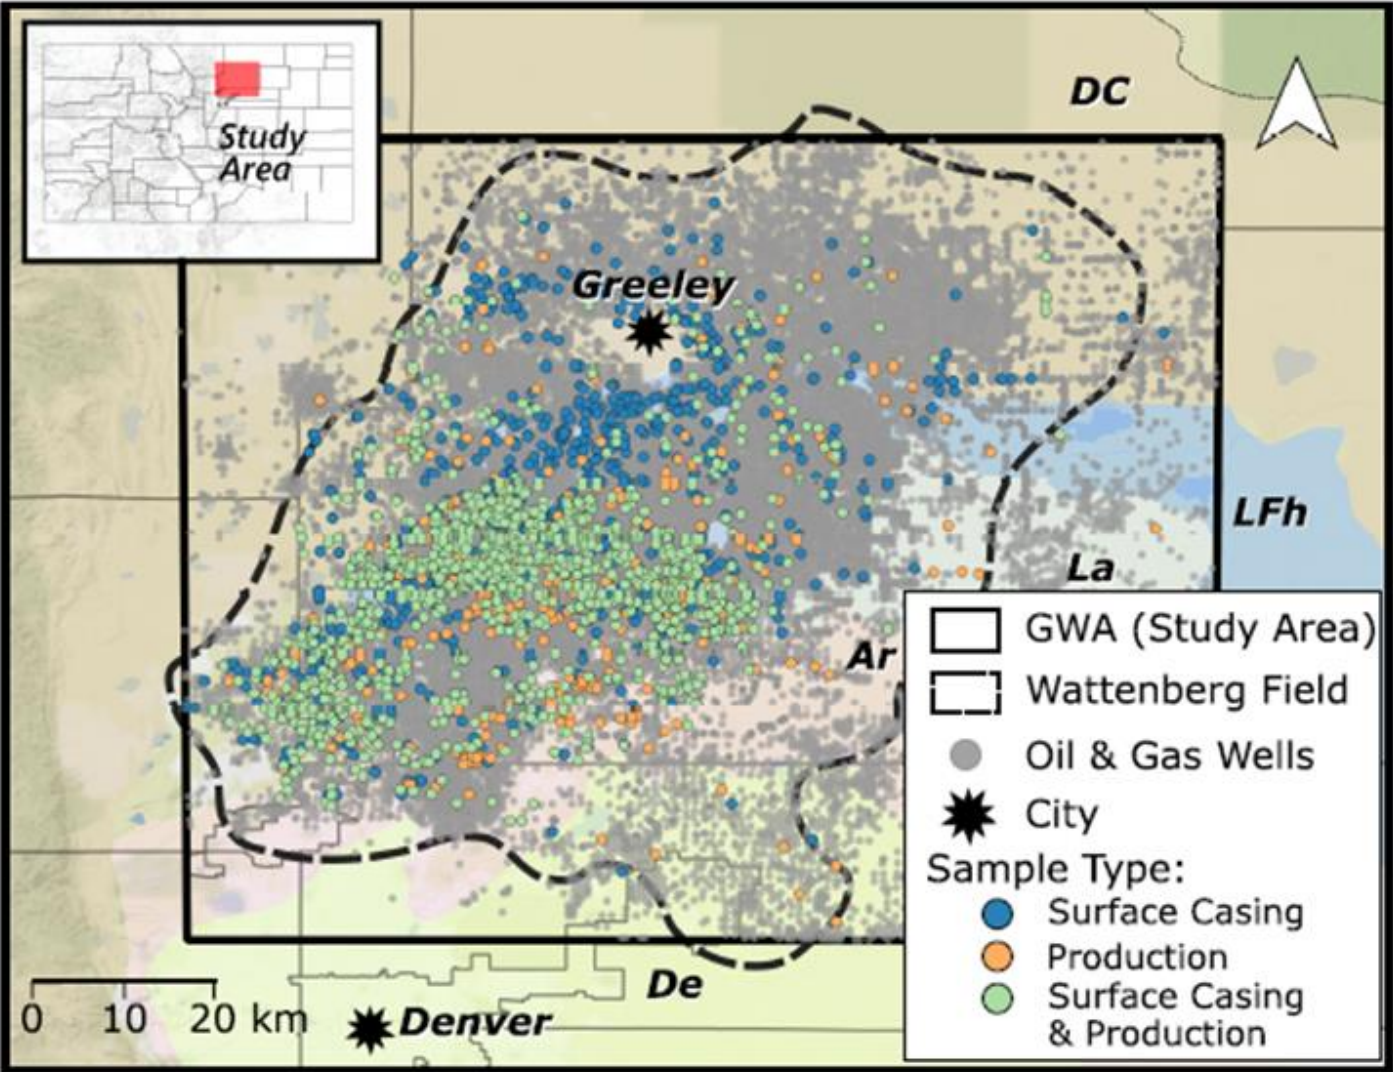 Study
Area
DC
Greeley
LFh
La
Ar
GWA (Study Area)
Wattenberg Field
Oil & Gas Wells
City
Sample Type:
Surface Casing
Production
Surface Casing
& Production
De
0 10 20 km
Denver